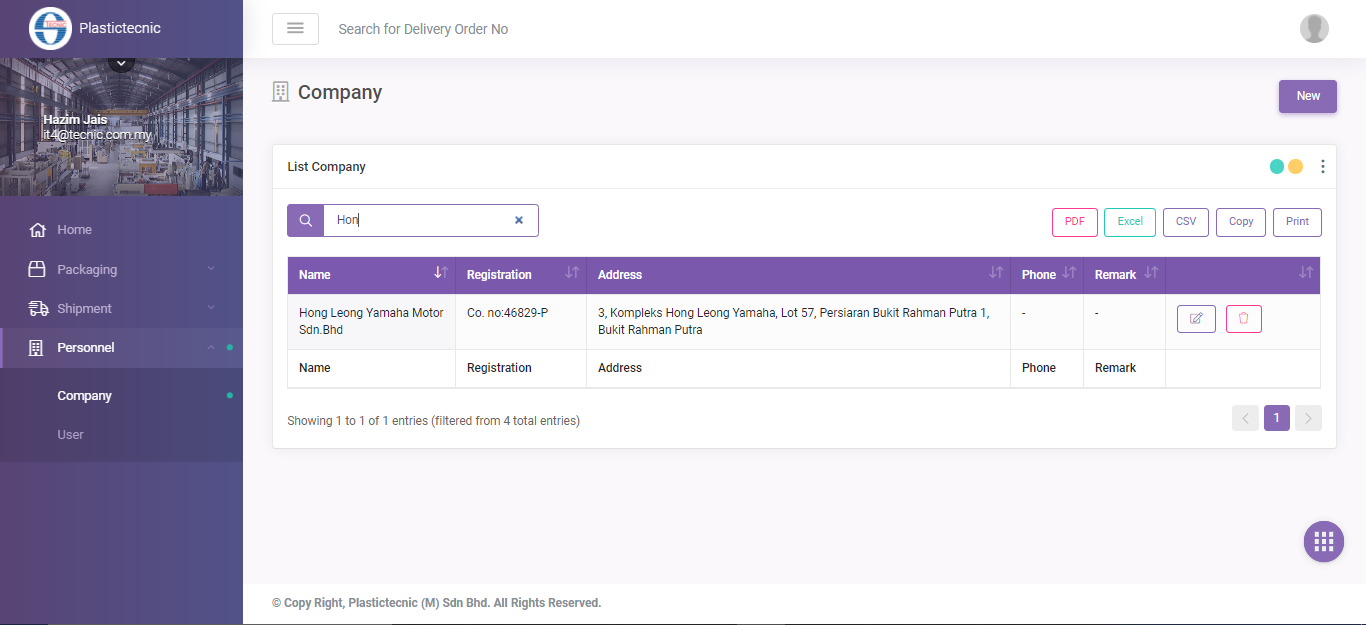 TECNIC
Plastictecnic
Search for Delivery Order No
Hazim Jais
it4@tecnic.com.my
Home
Packaging
Shipment
Personnel
Company
User
Company
New
List Company
Hon
PDF
Excel
CSV
Copy
Print
Name
Registration
Address
Phone
Remark
Hong Leong Yamaha Motor
Sdn.Bhd
Co. no:46829-P
3, Kompleks Hong Leong Yamaha, Lot 57, Persiaran Bukit Rahman Putra 1,
Bukit Rahman Putra
-
-
Name
Registration
Address
Phone
Remark
Showing 1 to 1 of 1 entries (filtered from 4 total entries)
1
© Copy Right, Plastictecnic (M) Sdn Bhd. All Rights Reserved.